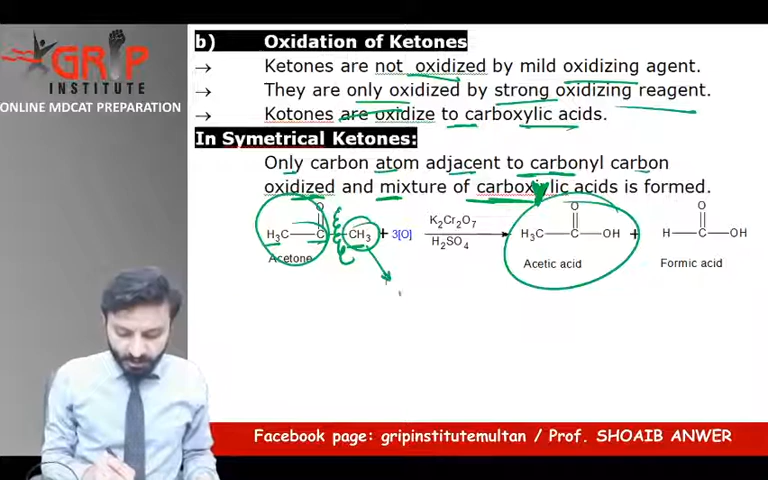 b) Oxidation of Ketones
GRIP
INSTITUTE
ONLINE MDCAT PREPARATION
→ Ketones are not oxidized by mild oxidizing agent.
→ They are only oxidized by strong oxidizing reagent.
→ Kotones are oxidize to carboxylic acids.
In Symetrical Ketones:
Only carbon atom adjacent to carbonyl carbon
oxidized and mixture of carboxylic acids is formed.
O O O
H₃C C CH₃ + 3[O] K₂Cr₂O₇ H₃C C OH + H C OH
H₂SO₄
Acetone Acetic acid Formic acid
Facebook page: gripinstitutemultan / Prof. SHOAIB ANWER